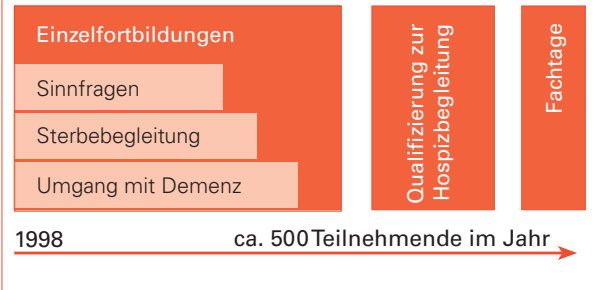 Einzelfortbildungen
Sinnfragen
Sterbebegleitung
Umgang mit Demenz
Qualifizierung zur
Hospizbegleitung
Fachtage
1998
ca. 500 Teilnehmende im Jahr